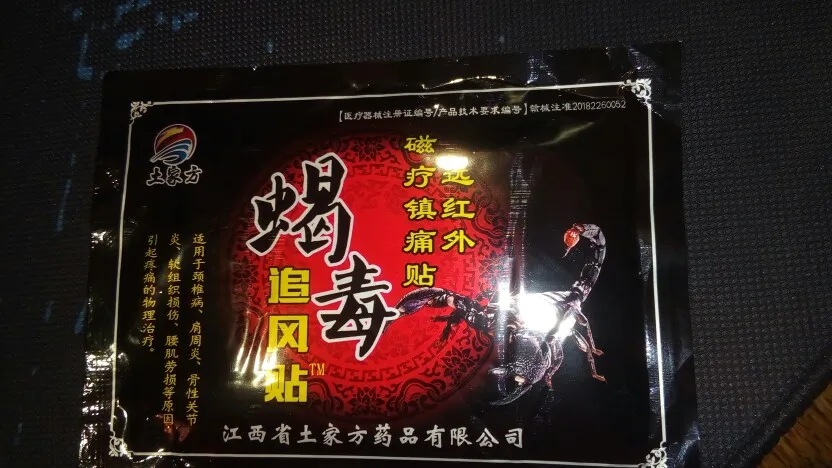 【医疗器械注册证编号/产品技术要求编号】赣械注准20182260052
土家方
远红外
磁疗镇痛贴
蝎毒
追风贴™
适用于颈椎病、肩周炎、骨性关节
炎、软组织损伤、腰肌劳损等原因
引起疼痛的物理治疗。
江西省土家方药品有限公司